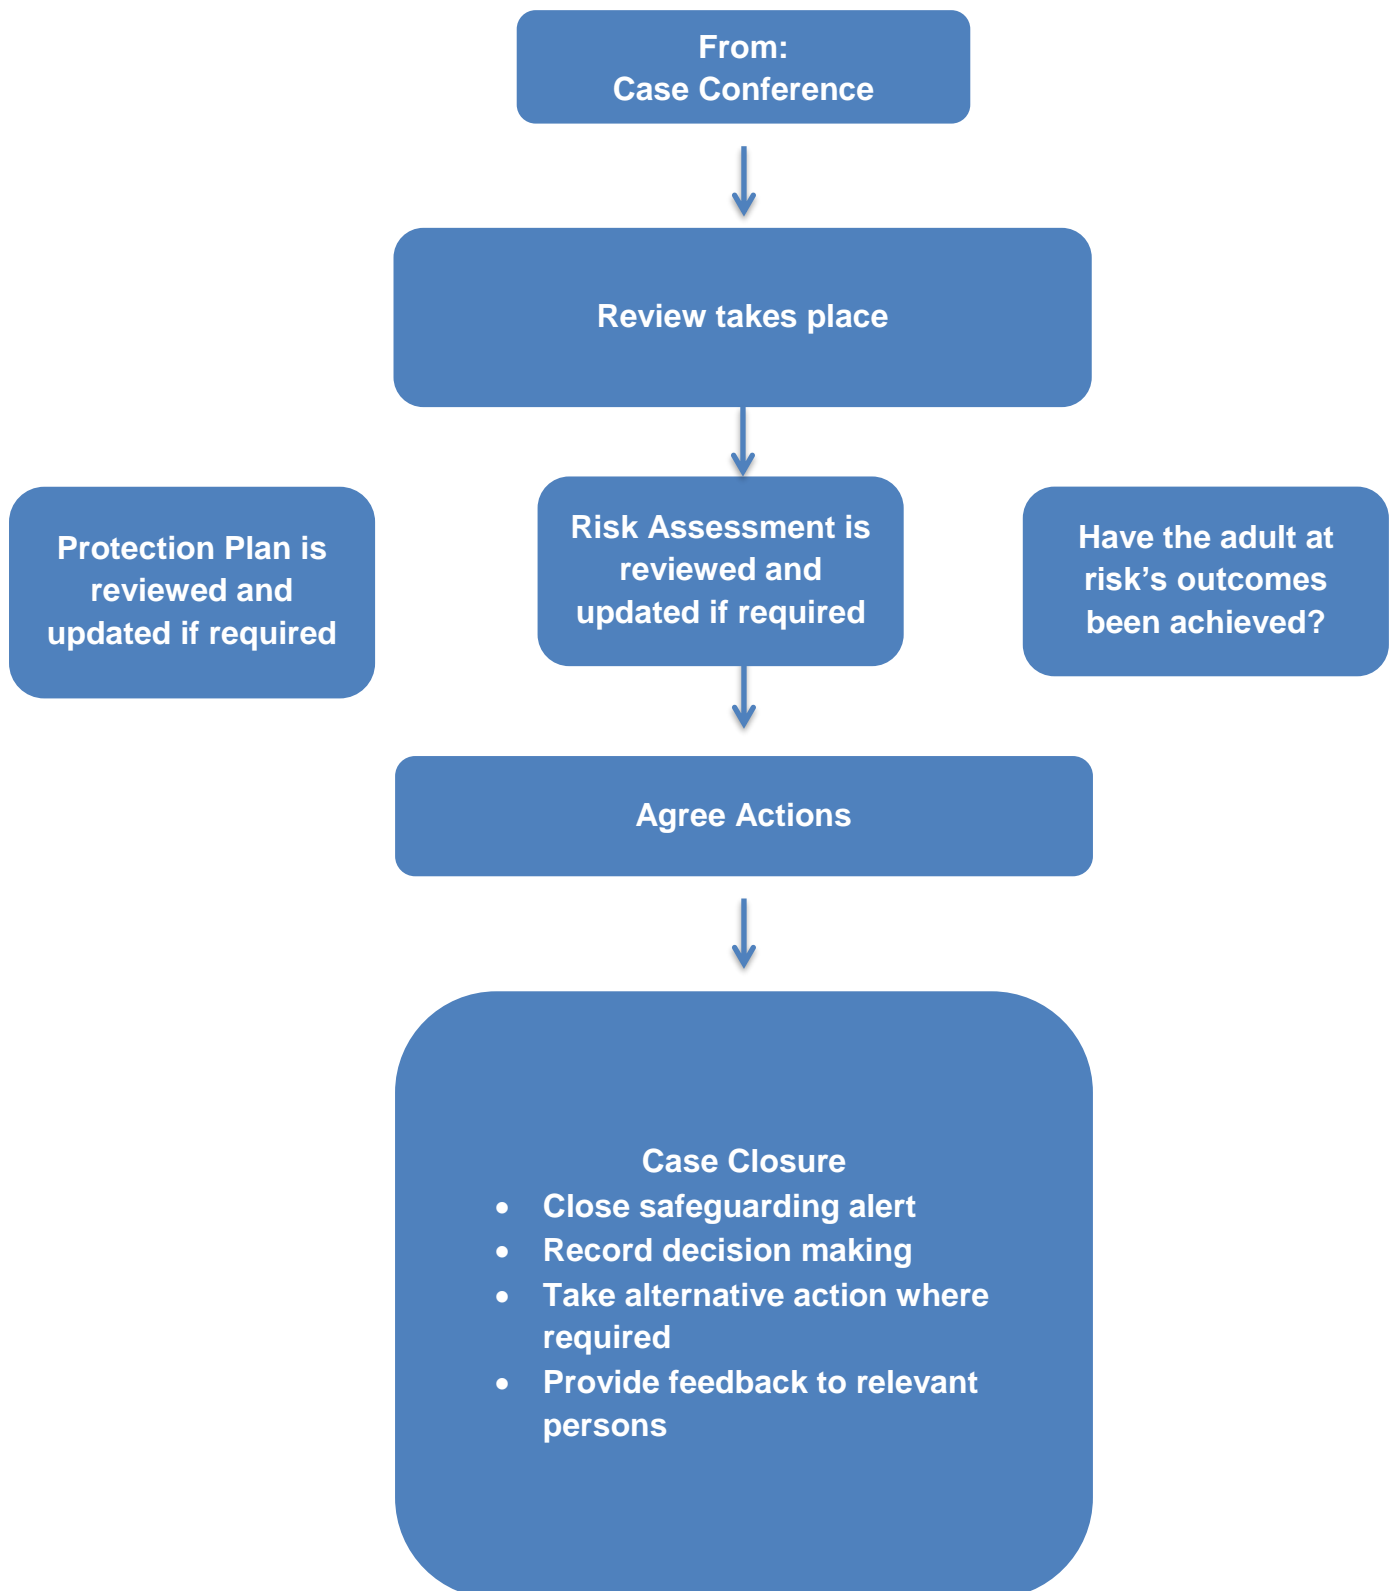 From:
Case Conference
Review takes place
Protection Plan is
reviewed and
updated if required
Risk Assessment is
reviewed and
updated if required
Have the adult at
risk’s outcomes
been achieved?
Agree Actions
Case Closure
• Close safeguarding alert
• Record decision making
• Take alternative action where
required
• Provide feedback to relevant
persons